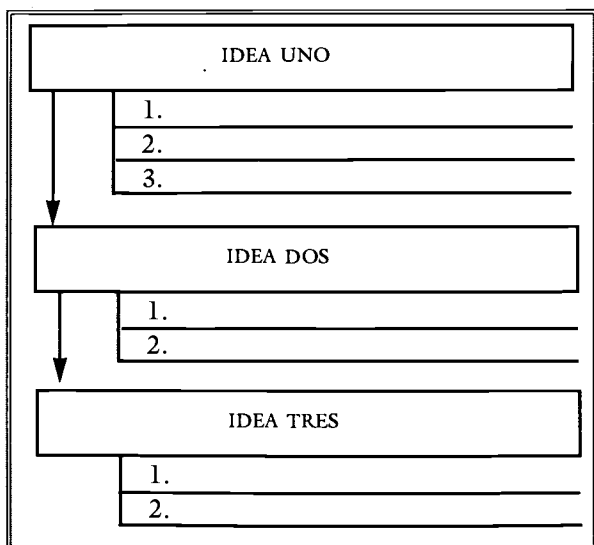 IDEA UNO
1.
2.
3.
IDEA DOS
1.
2.
IDEA TRES
1.
2.